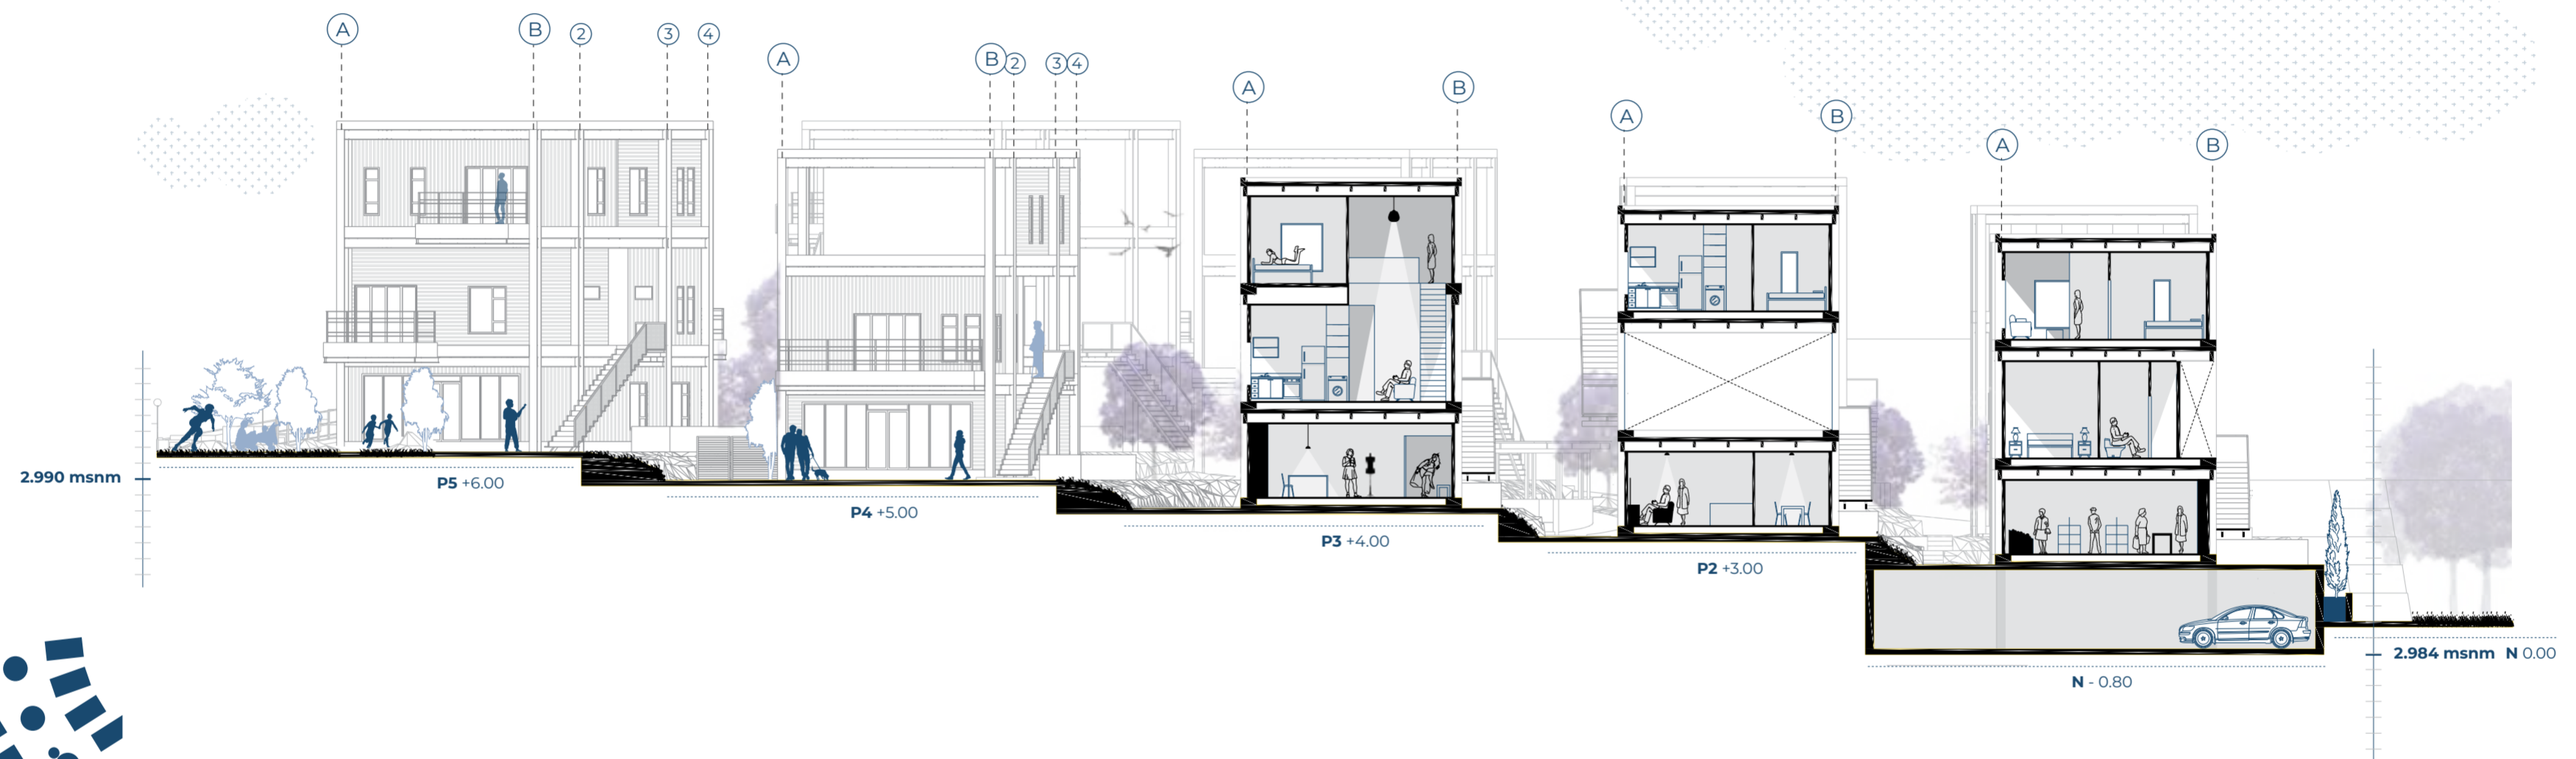 A B 2 3 4
A B 2 3 4
A B
A B
A B
2.990 msnm
P5 +6.00
P4 +5.00
P3 +4.00
P2 +3.00
2.984 msnm N 0.00
N - 0.80